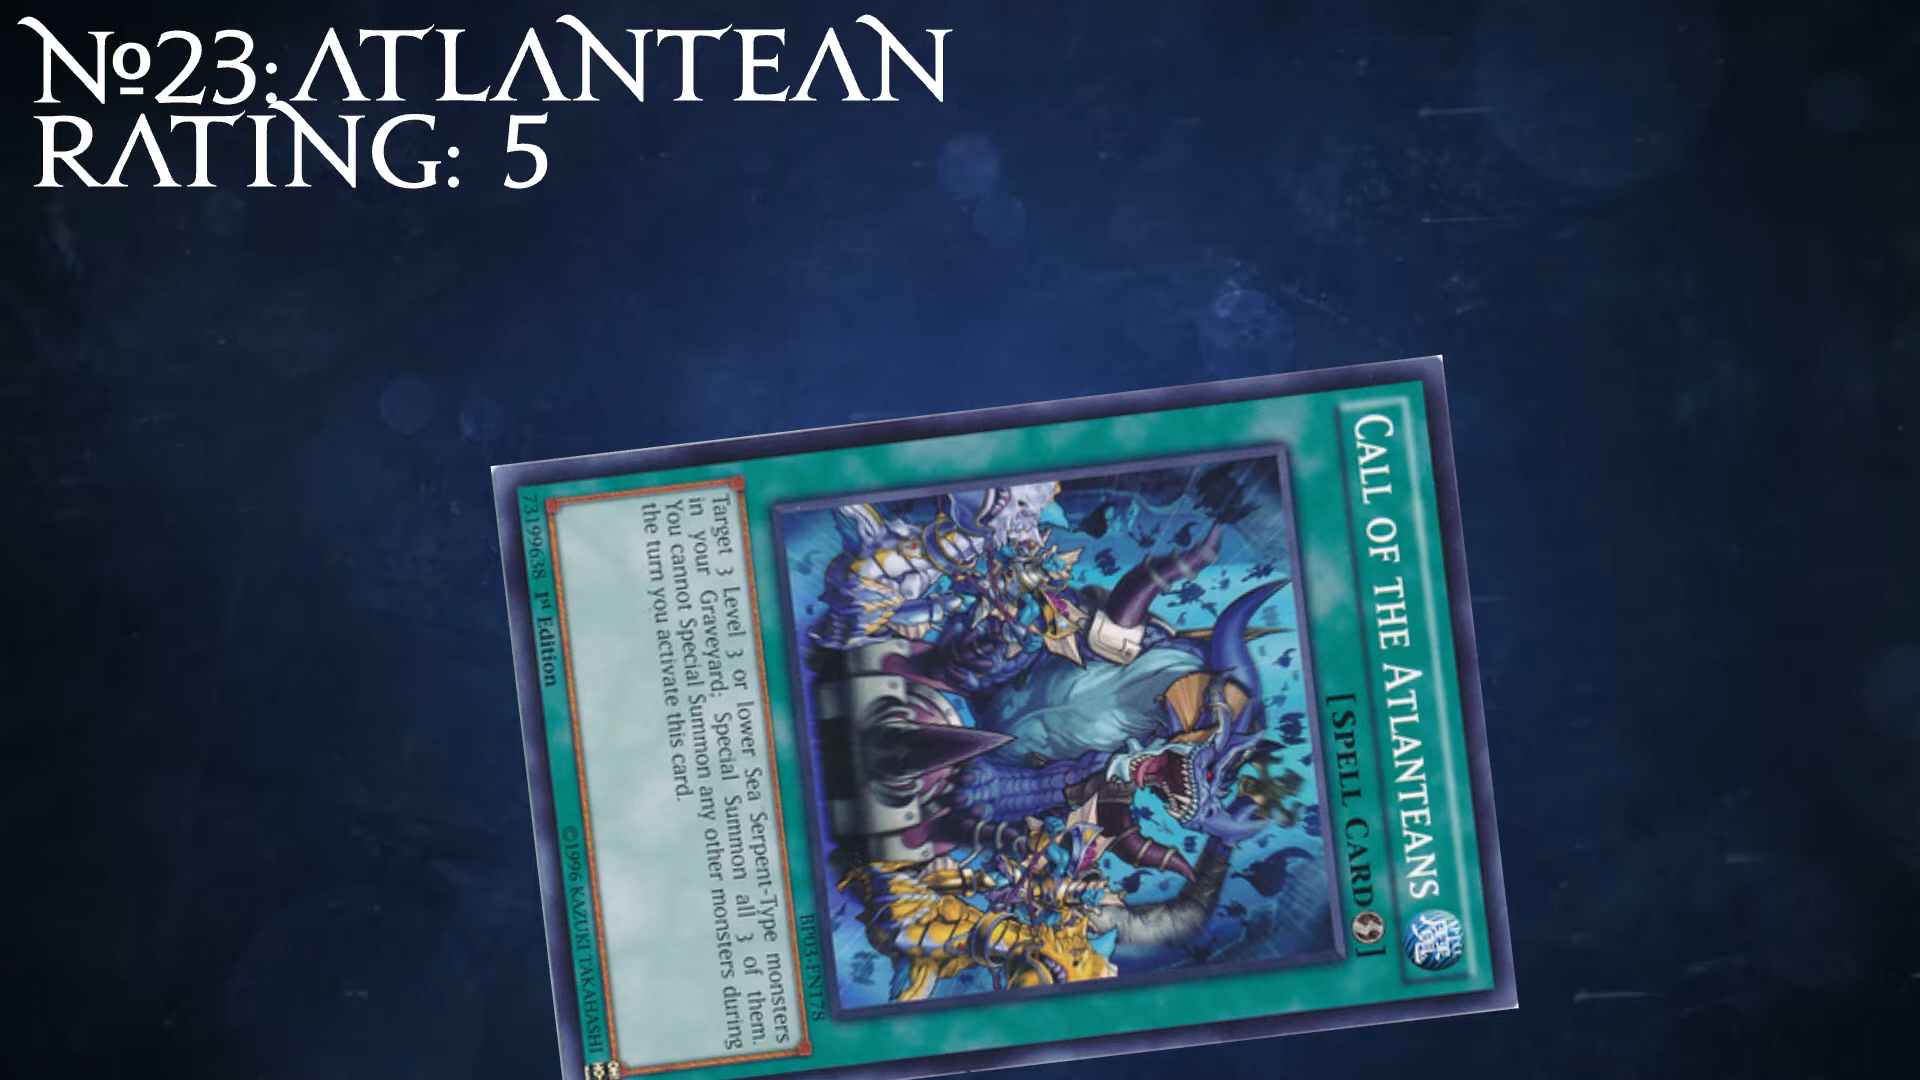 №23: ATLANTEAN
RATING: 5
CALL OF THE ATLANTEANS
[SPELL CARD]
BP03-EN178
Target 3 Level 3 or lower Sea Serpent-Type monsters
in your Graveyard; Special Summon all 3 of them.
You cannot Special Summon any other monsters during
the turn you activate this card.
73199638 1st Edition
©1996 KAZUKI TAKAHASHI